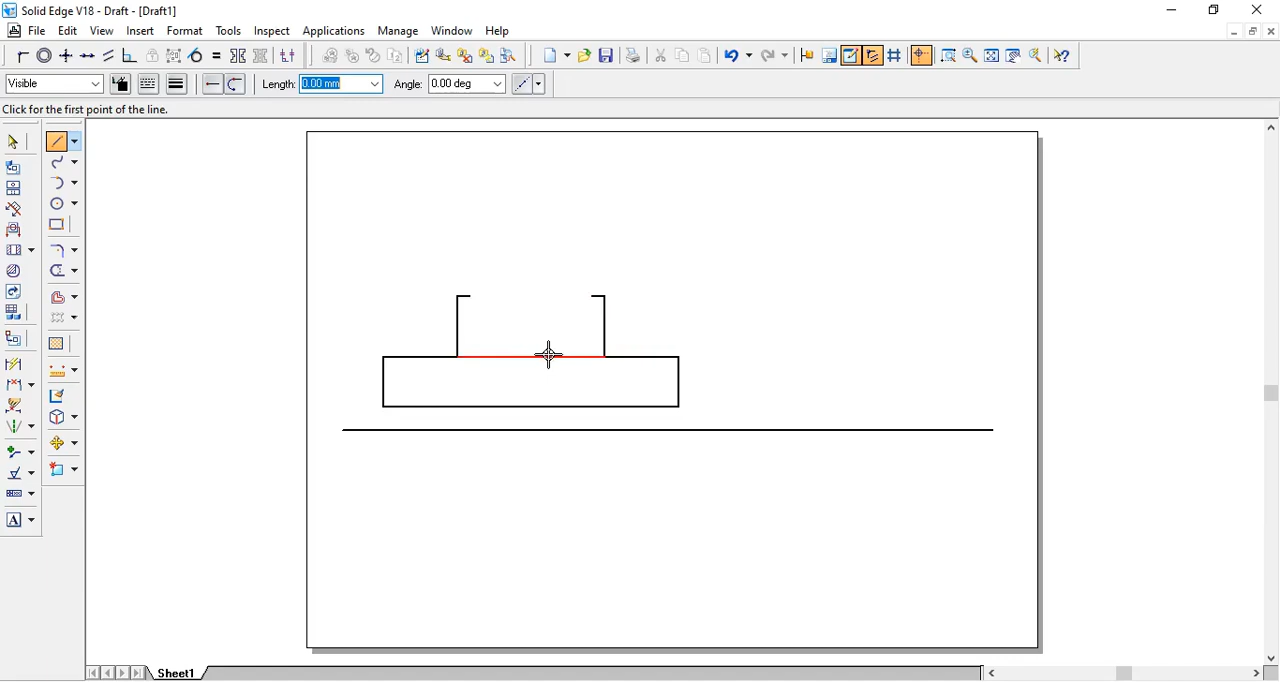 Solid Edge V18 - Draft - [Draft1]
File Edit View Insert Format Tools Inspect Applications Manage Window Help
Visible Length: 0.00 mm Angle: 0.00 deg
Click for the first point of the line.
A
Sheet1